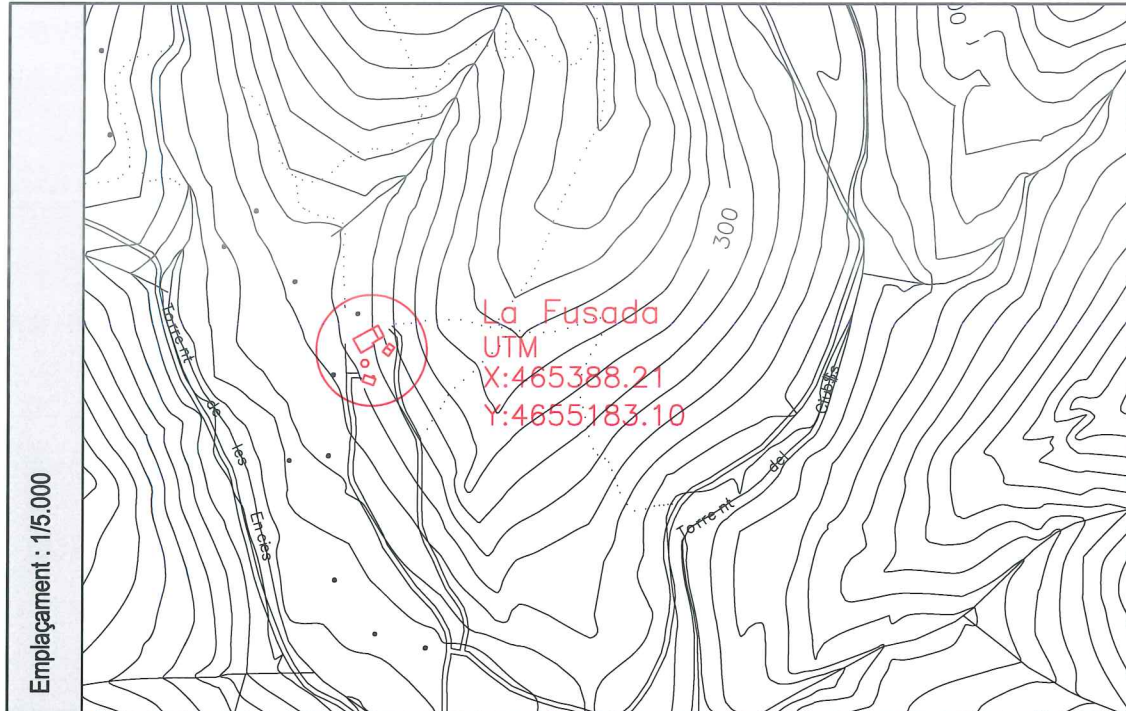 Emplaçament : 1/5.000
300
La Fusada
UTM
X:465388.21
Y:4655183.10
Torrent de les Encies
Torrent del